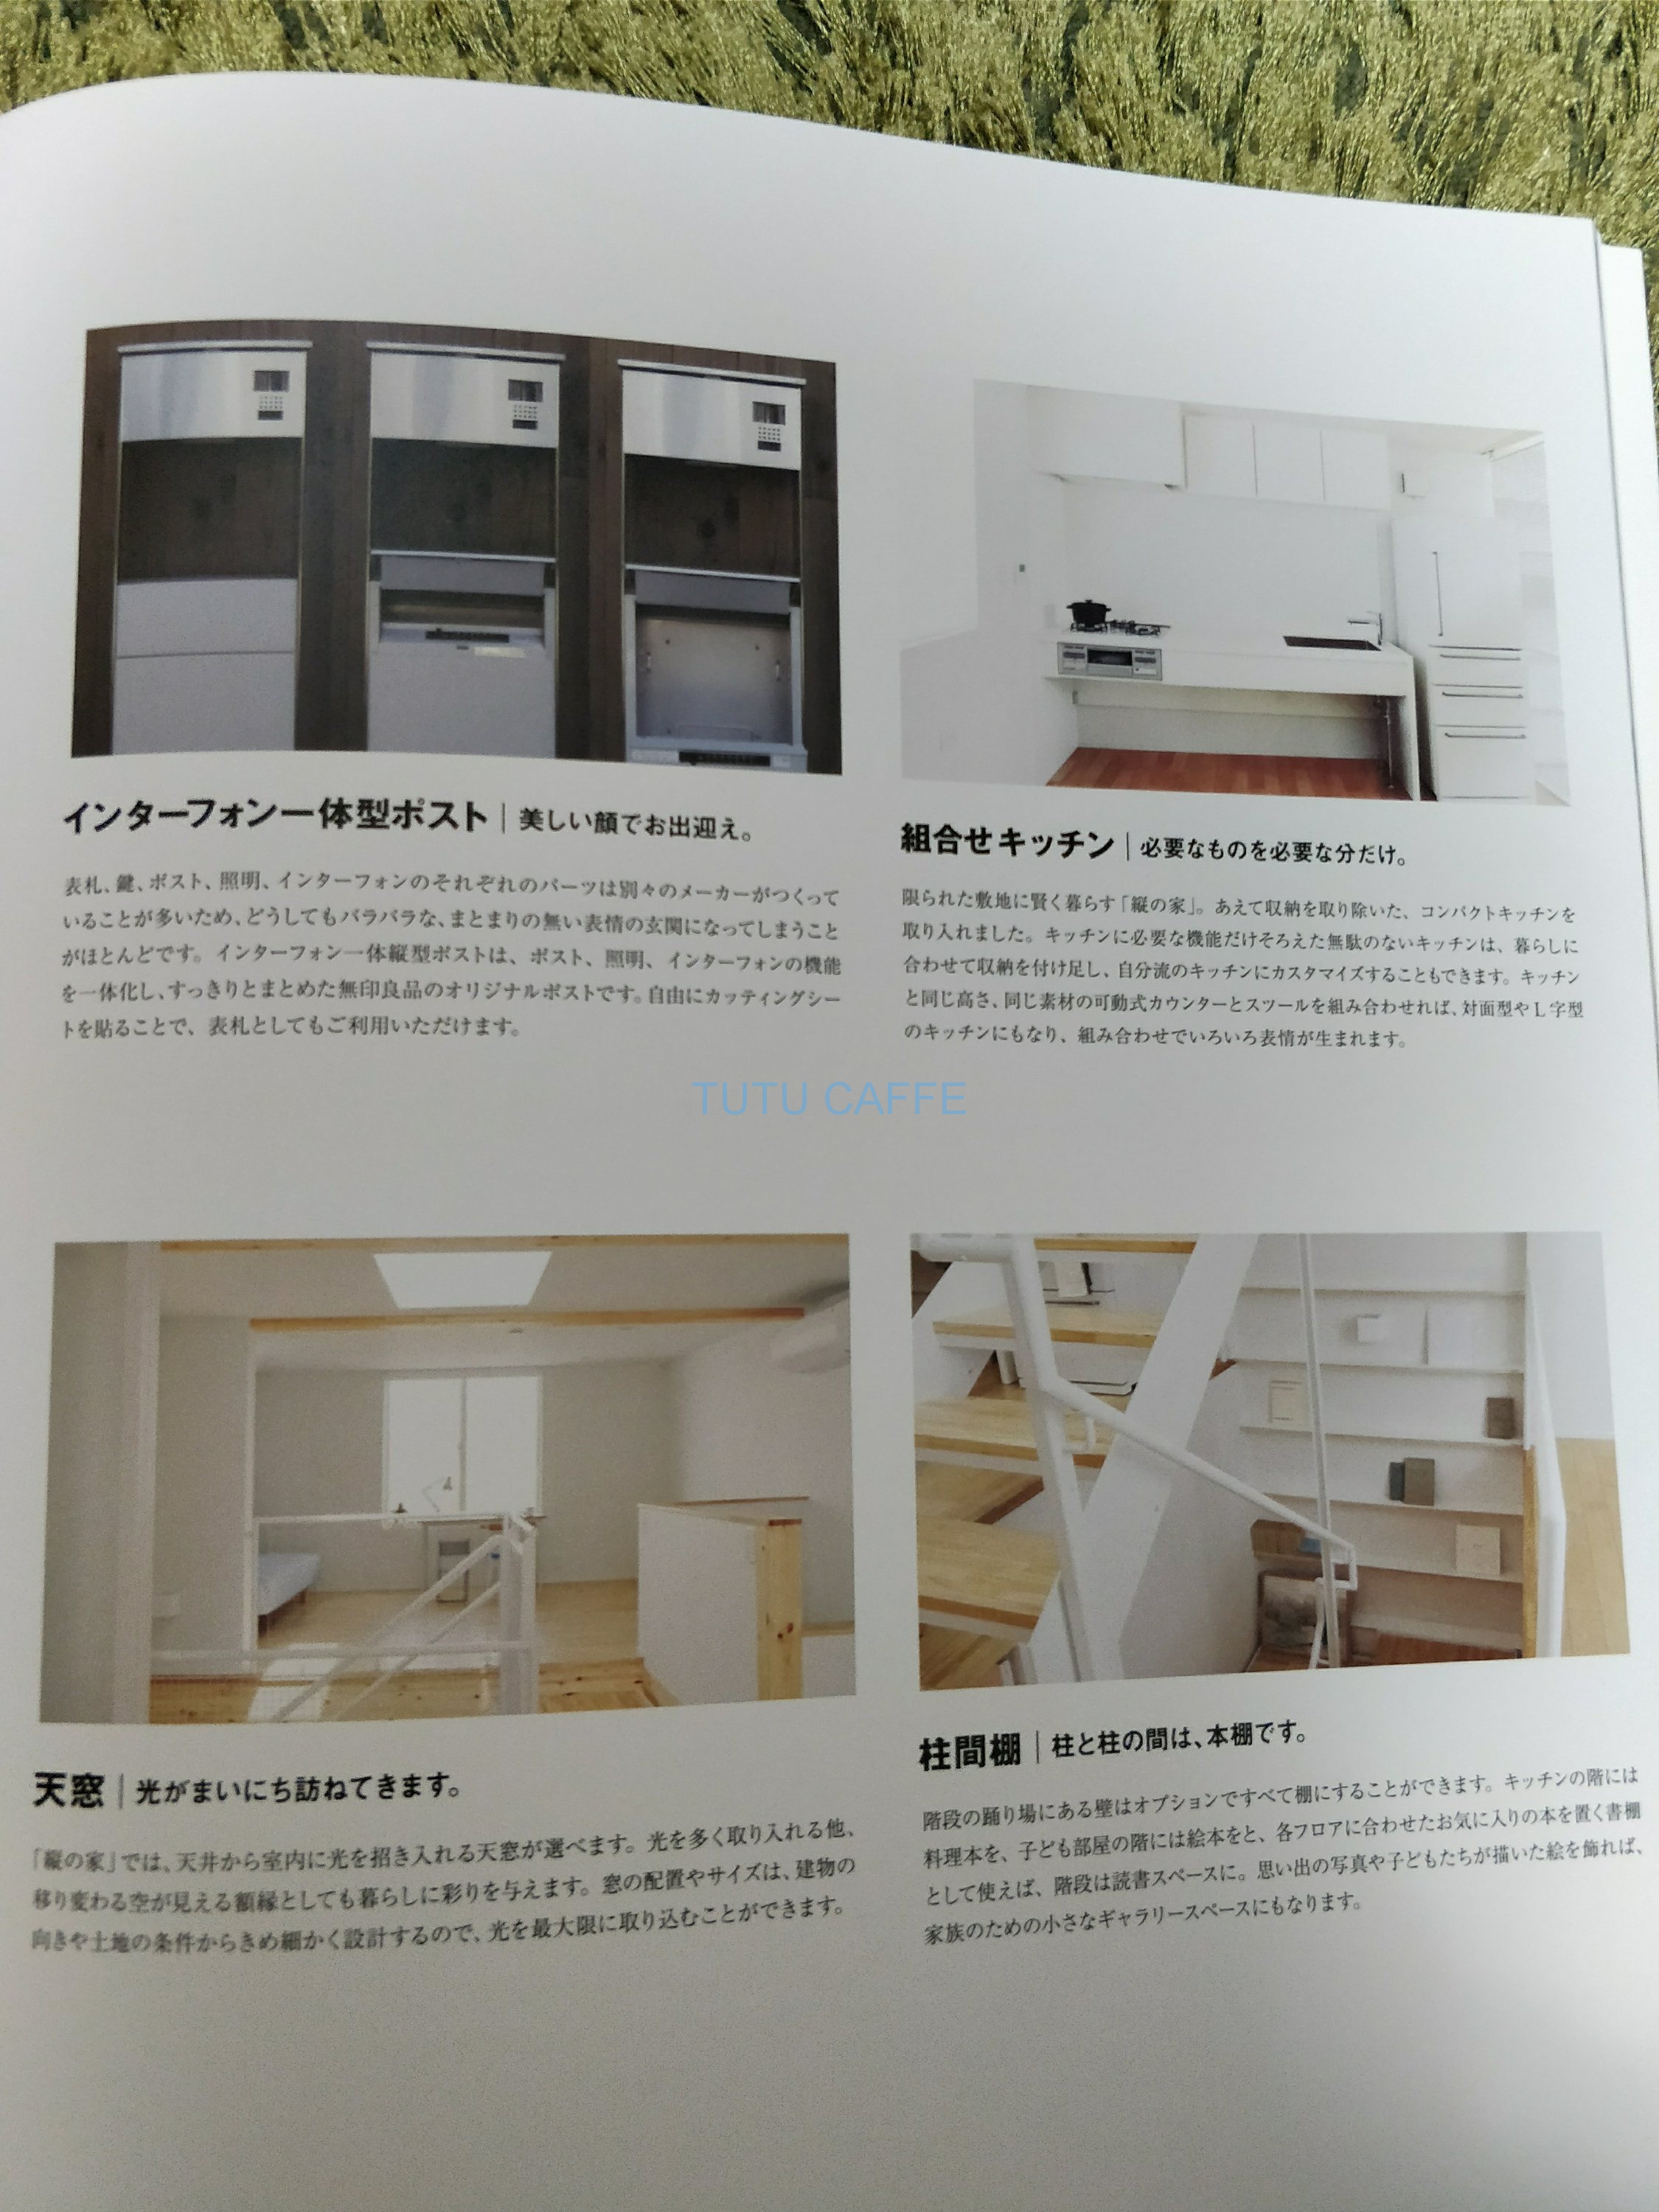 インターフォン一体型ポスト｜美しい顔でお出迎え。
表札、鍵、ポスト、照明、インターフォンのそれぞれのパーツは別々のメーカーがつくって
いることが多いため、どうしてもバラバラな、まとまりの無い表情の玄関になってしまうこと
がほとんどです。インターフォン一体縦型ポストは、ポスト、照明、インターフォンの機能
を一体化し、すっきりとまとめた無印良品のオリジナルポストです。自由にカッティングシー
トを貼ることで、表札としてもご利用いただけます。
組合せキッチン｜必要なものを必要な分だけ。
限られた敷地に賢く暮らす「縦の家」。あえて収納を取り除いた、コンパクトキッチンを
取り入れました。キッチンに必要な機能だけそろえた無駄のないキッチンは、暮らしに
合わせて収納を付け足し、自分流のキッチンにカスタマイズすることもできます。キッチン
と同じ高さ、同じ素材の可動式カウンターとスツールを組み合わせれば、対面型やL字型
のキッチンにもなり、組み合わせでいろいろ表情が生まれます。
TUTU CAFFE
天窓｜光がまいにち訪ねてきます。
「縦の家」では、天井から室内に光を招き入れる天窓が選べます。光を多く取り入れる他、
移り変わる空が見える額縁としても暮らしに彩りを与えます。窓の配置やサイズは、建物の
向きや土地の条件からきめ細かく設計するので、光を最大限に取り込むことができます。
柱間棚｜柱と柱の間は、本棚です。
階段の踊り場にある壁はオプションですべて棚にすることができます。キッチンの階には
料理本を、子ども部屋の階には絵本をと、各フロアに合わせたお気に入りの本を置く書棚
として使えば、階段は読書スペースに。思い出の写真や子どもたちが描いた絵を飾れば、
家族のための小さなギャラリースペースにもなります。